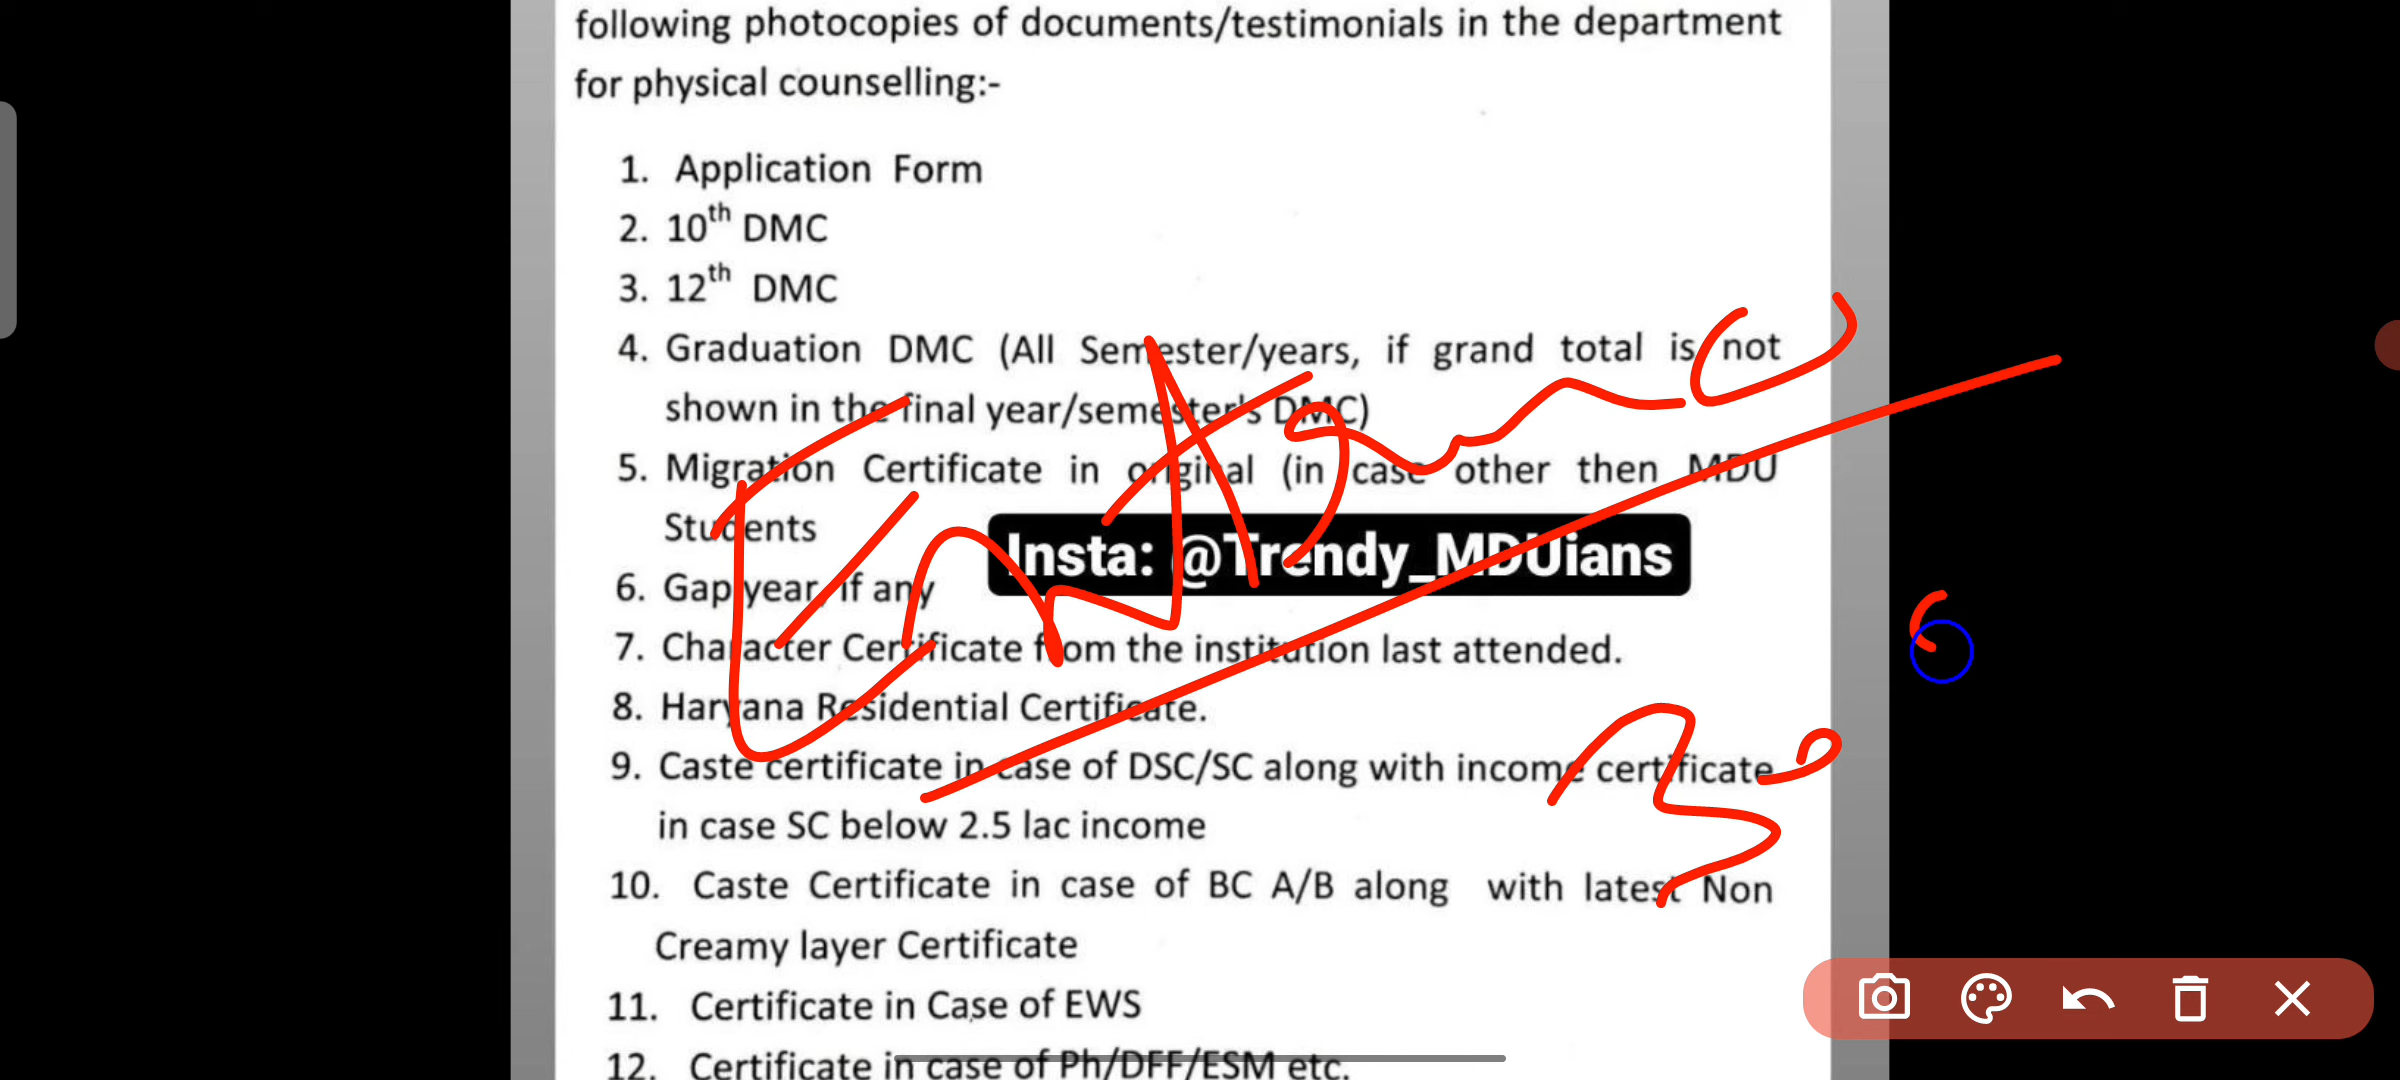 following photocopies of documents/testimonials in the department
for physical counselling:-
1. Application Form
2. 10th DMC
3. 12th DMC
4. Graduation DMC (All Semester/years, if grand total is not
shown in the final year/semester's DMC)
5. Migration Certificate in original (in case other then MDU
Students
Insta: @Trendy_MDUians
6. Gap year, if any
7. Character Certificate from the institution last attended.
8. Haryana Residential Certificate.
9. Caste certificate in case of DSC/SC along with income certificate
in case SC below 2.5 lac income
10. Caste Certificate in case of BC A/B along with latest Non
Creamy layer Certificate
11. Certificate in Case of EWS
12. Certificate in case of Ph/DFF/ESM etc.